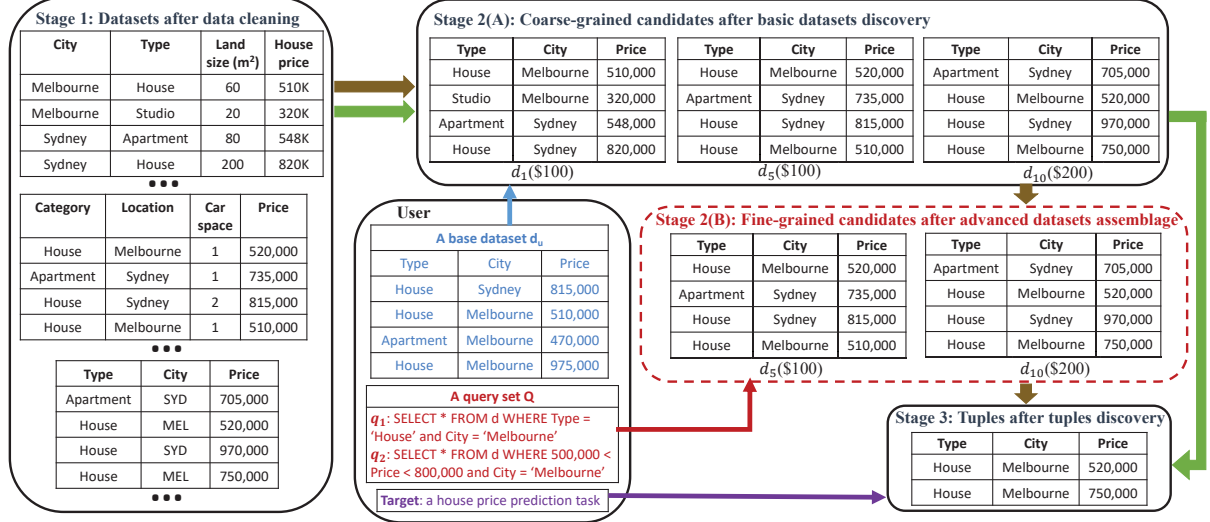 Stage 1: Datasets after data cleaning
City Type Land size (m²) House price
Melbourne House 60 510K
Melbourne Studio 20 320K
Sydney Apartment 80 548K
Sydney House 200 820K
•••
Category Location Car space Price
House Melbourne 1 520,000
Apartment Sydney 1 735,000
House Sydney 2 815,000
House Melbourne 1 510,000
•••
Type City Price
Apartment SYD 705,000
House MEL 520,000
House SYD 970,000
House MEL 750,000
•••
Stage 2(A): Coarse-grained candidates after basic datasets discovery
Type City Price
House Melbourne 510,000
Studio Melbourne 320,000
Apartment Sydney 548,000
House Sydney 820,000
d₁($100)
Type City Price
House Melbourne 520,000
Apartment Sydney 735,000
House Sydney 815,000
House Melbourne 510,000
d₅($100)
Type City Price
Apartment Sydney 705,000
House Melbourne 520,000
House Sydney 970,000
House Melbourne 750,000
d₁₀($200)
User
A base dataset dᵤ
Type City Price
House Sydney 815,000
House Melbourne 510,000
Apartment Melbourne 470,000
House Melbourne 975,000
A query set Q
q₁: SELECT * FROM d WHERE Type =
'House' and City = 'Melbourne'
q₂: SELECT * FROM d WHERE 500,000 <
Price < 800,000 and City = 'Melbourne'
Target: a house price prediction task
Stage 2(B): Fine-grained candidates after advanced datasets assemblage
Type City Price
House Melbourne 520,000
Apartment Sydney 735,000
House Sydney 815,000
House Melbourne 510,000
d₅($100)
Type City Price
Apartment Sydney 705,000
House Melbourne 520,000
House Sydney 970,000
House Melbourne 750,000
d₁₀($200)
Stage 3: Tuples after tuples discovery
Type City Price
House Melbourne 520,000
House Melbourne 750,000